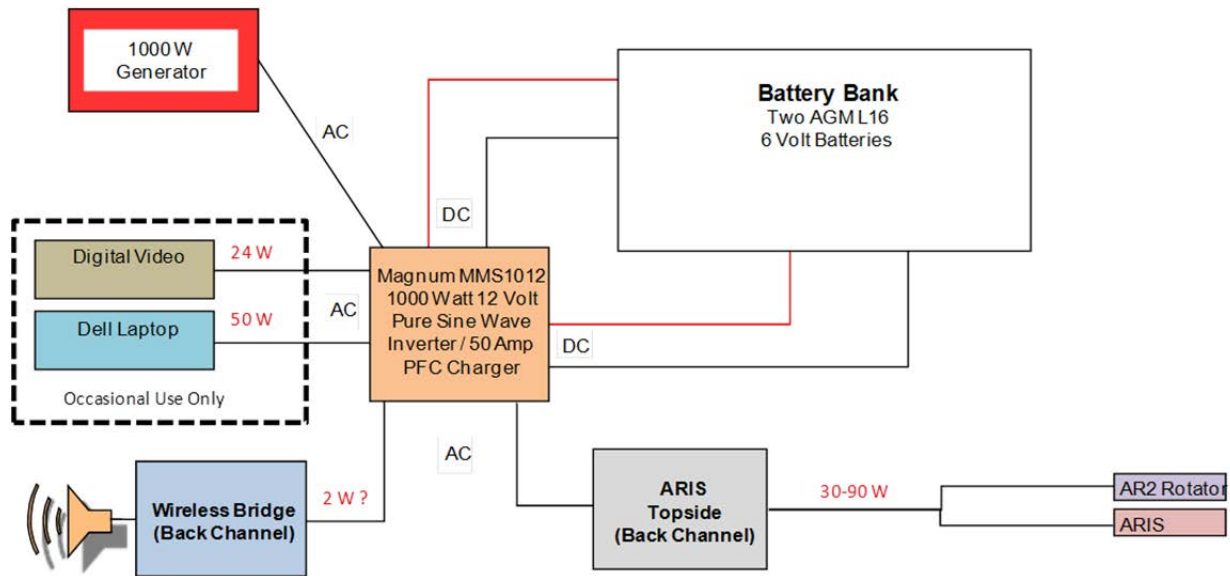 1000 W
Generator
AC
Battery Bank
Two AGM L16
6 Volt Batteries
DC
Digital Video
24 W
Dell Laptop
50 W
Occasional Use Only
AC
Magnum MMS1012
1000 Watt 12 Volt
Pure Sine Wave
Inverter / 50 Amp
PFC Charger
DC
AC
Wireless Bridge
(Back Channel)
2 W ?
ARIS
Topside
(Back Channel)
30-90 W
AR2 Rotator
ARIS